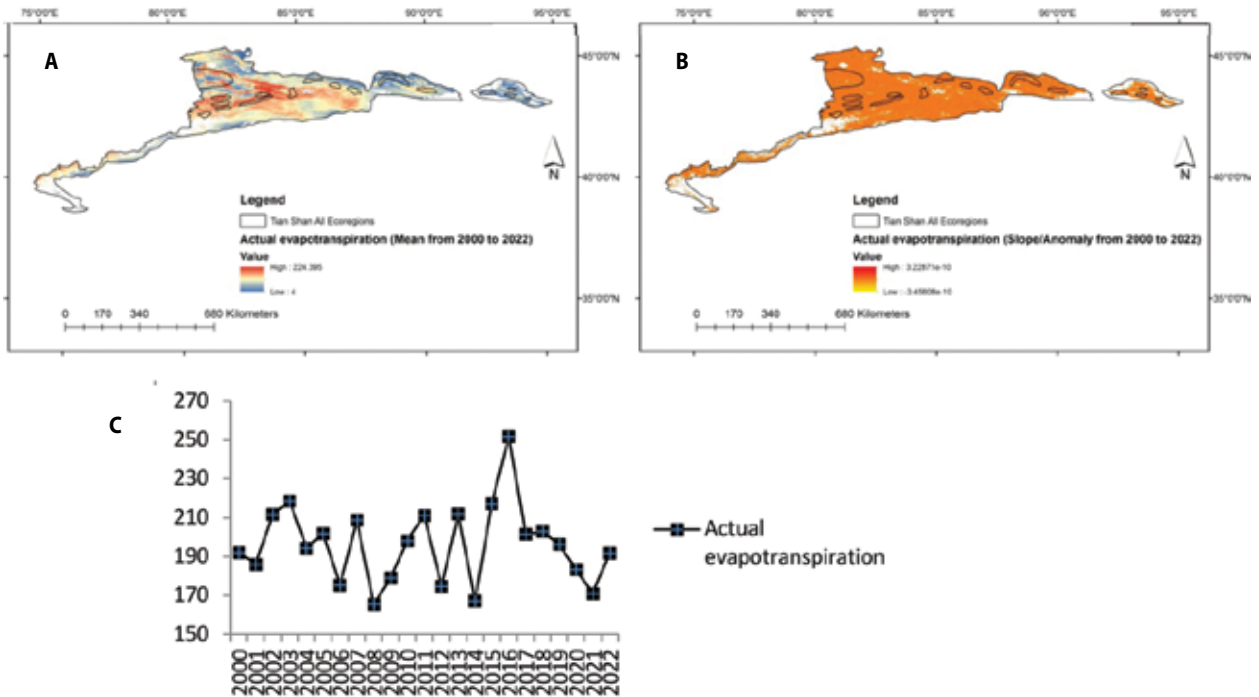 75°0'0"E 80°0'0"E 85°0'0"E 90°0'0"E 95°0'0"E
A
45°0'0"N
40°0'0"N
35°0'0"N
N
Legend
Tian Shan All Ecoregions
Actual evapotranspiration (Mean from 2000 to 2022)
Value
High : 224.395
Low : 4
0 170 340 680 Kilometers
75°0'0"E 80°0'0"E 85°0'0"E 90°0'0"E 95°0'0"E
B
45°0'0"N
40°0'0"N
35°0'0"N
N
Legend
Tian Shan All Ecoregions
Actual evapotranspiration (Slope/Anomaly from 2000 to 2022)
Value
High :
Low :
0 170 340 680 Kilometers
C
270
250
230
210
190
170
150
2000 2001 2002 2003 2004 2005 2006 2007 2008 2009 2010 2011 2012 2013 2014 2015 2016 2017 2018 2019 2020 2021 2022
Actual
evapotranspiration